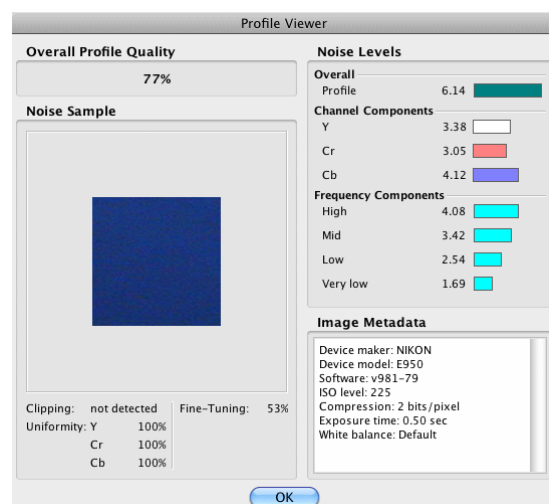 Profile Viewer
Overall Profile Quality
77%
Noise Sample
Clipping: not detected Fine-Tuning: 53%
Uniformity: Y 100%
Cr 100%
Cb 100%
Noise Levels
Overall
Profile 6.14
Channel Components
Y 3.38
Cr 3.05
Cb 4.12
Frequency Components
High 4.08
Mid 3.42
Low 2.54
Very low 1.69
Image Metadata
Device maker: NIKON
Device model: E950
Software: v981-79
ISO level: 225
Compression: 2 bits/pixel
Exposure time: 0.50 sec
White balance: Default
OK